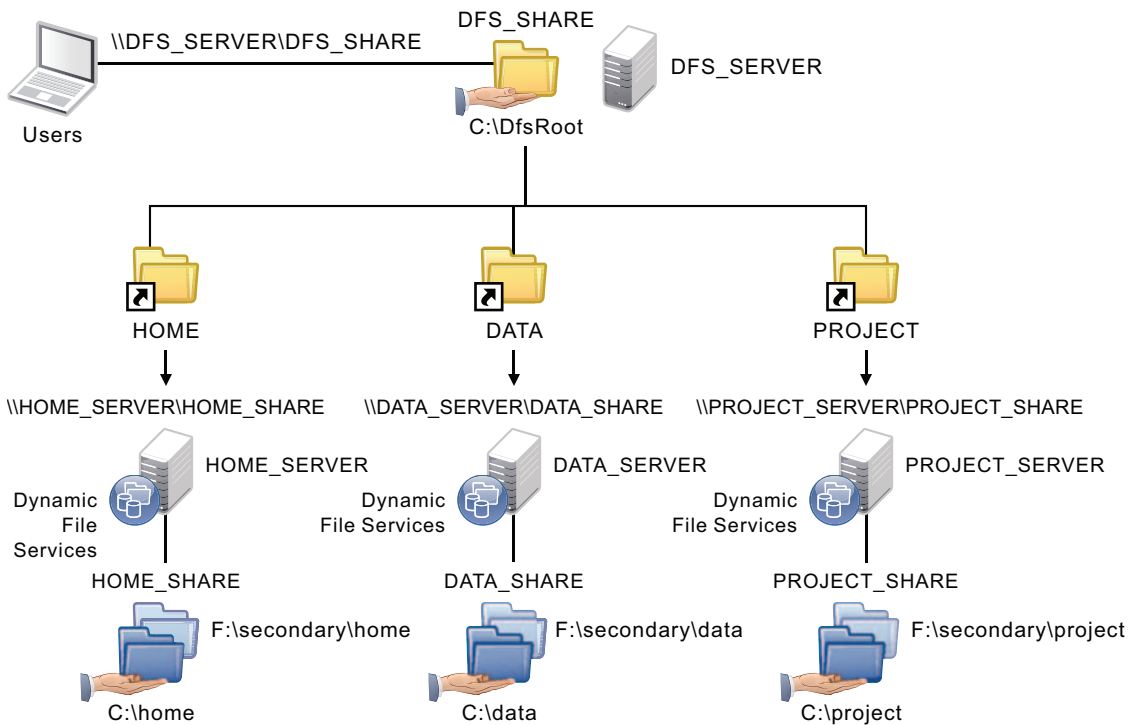 DFS_SHARE
\\DFS_SERVER\DFS_SHARE
DFS_SERVER
Users
C:\DfsRoot
HOME
DATA
PROJECT
\\HOME_SERVER\HOME_SHARE
\\DATA_SERVER\DATA_SHARE
\\PROJECT_SERVER\PROJECT_SHARE
HOME_SERVER
DATA_SERVER
PROJECT_SERVER
Dynamic
File
Services
Dynamic
File Services
Dynamic
File Services
HOME_SHARE
DATA_SHARE
PROJECT_SHARE
F:\secondary\home
F:\secondary\data
F:\secondary\project
C:\home
C:\data
C:\project